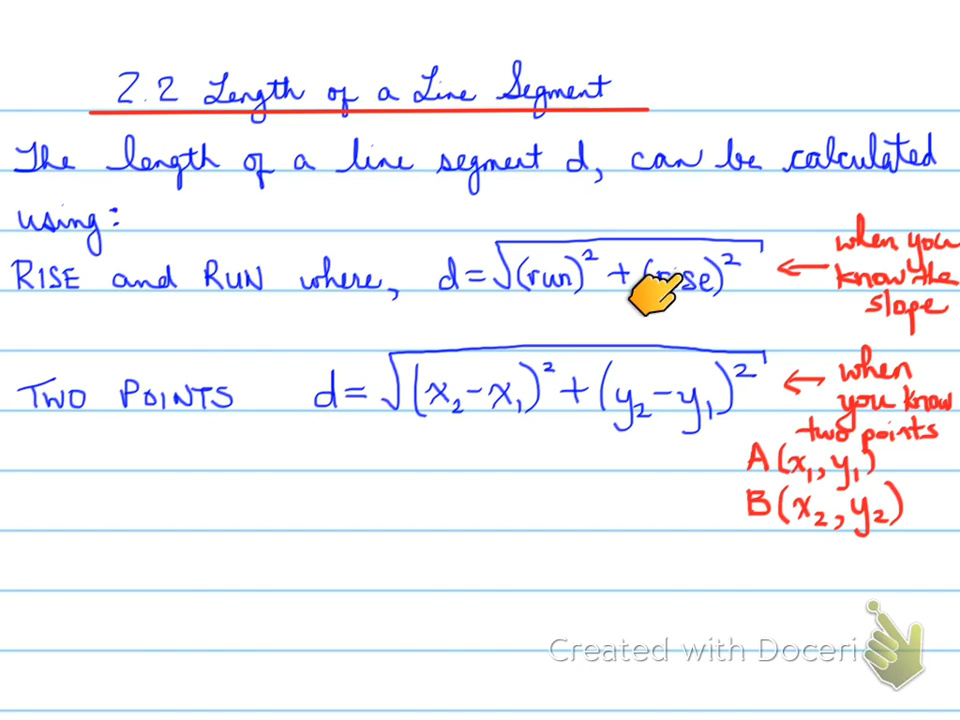 2.2 Length of a Line Segment
The length of a line segment d, can be calculated
using:
RISE and RUN where, d=√(run)² + (rise)² ← when you
know the
slope
TWO POINTS d=√(x₂-x₁)²+(y₂-y₁)² ← when
you know
two points
A(x₁,y₁)
B(x₂,y₂)
Created with Doceri